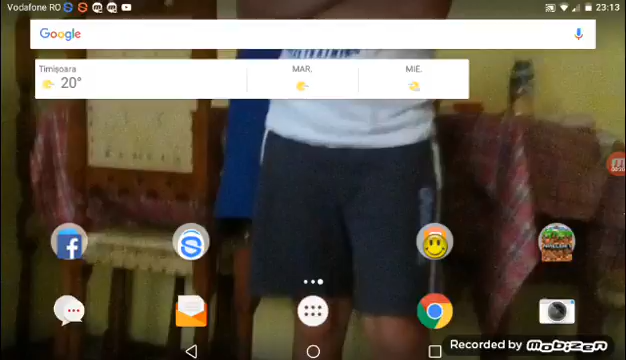 Vodafone RO 23:13
Google
Timișoara
20°
MAR.
MIE.
Recorded by MOBIZEN